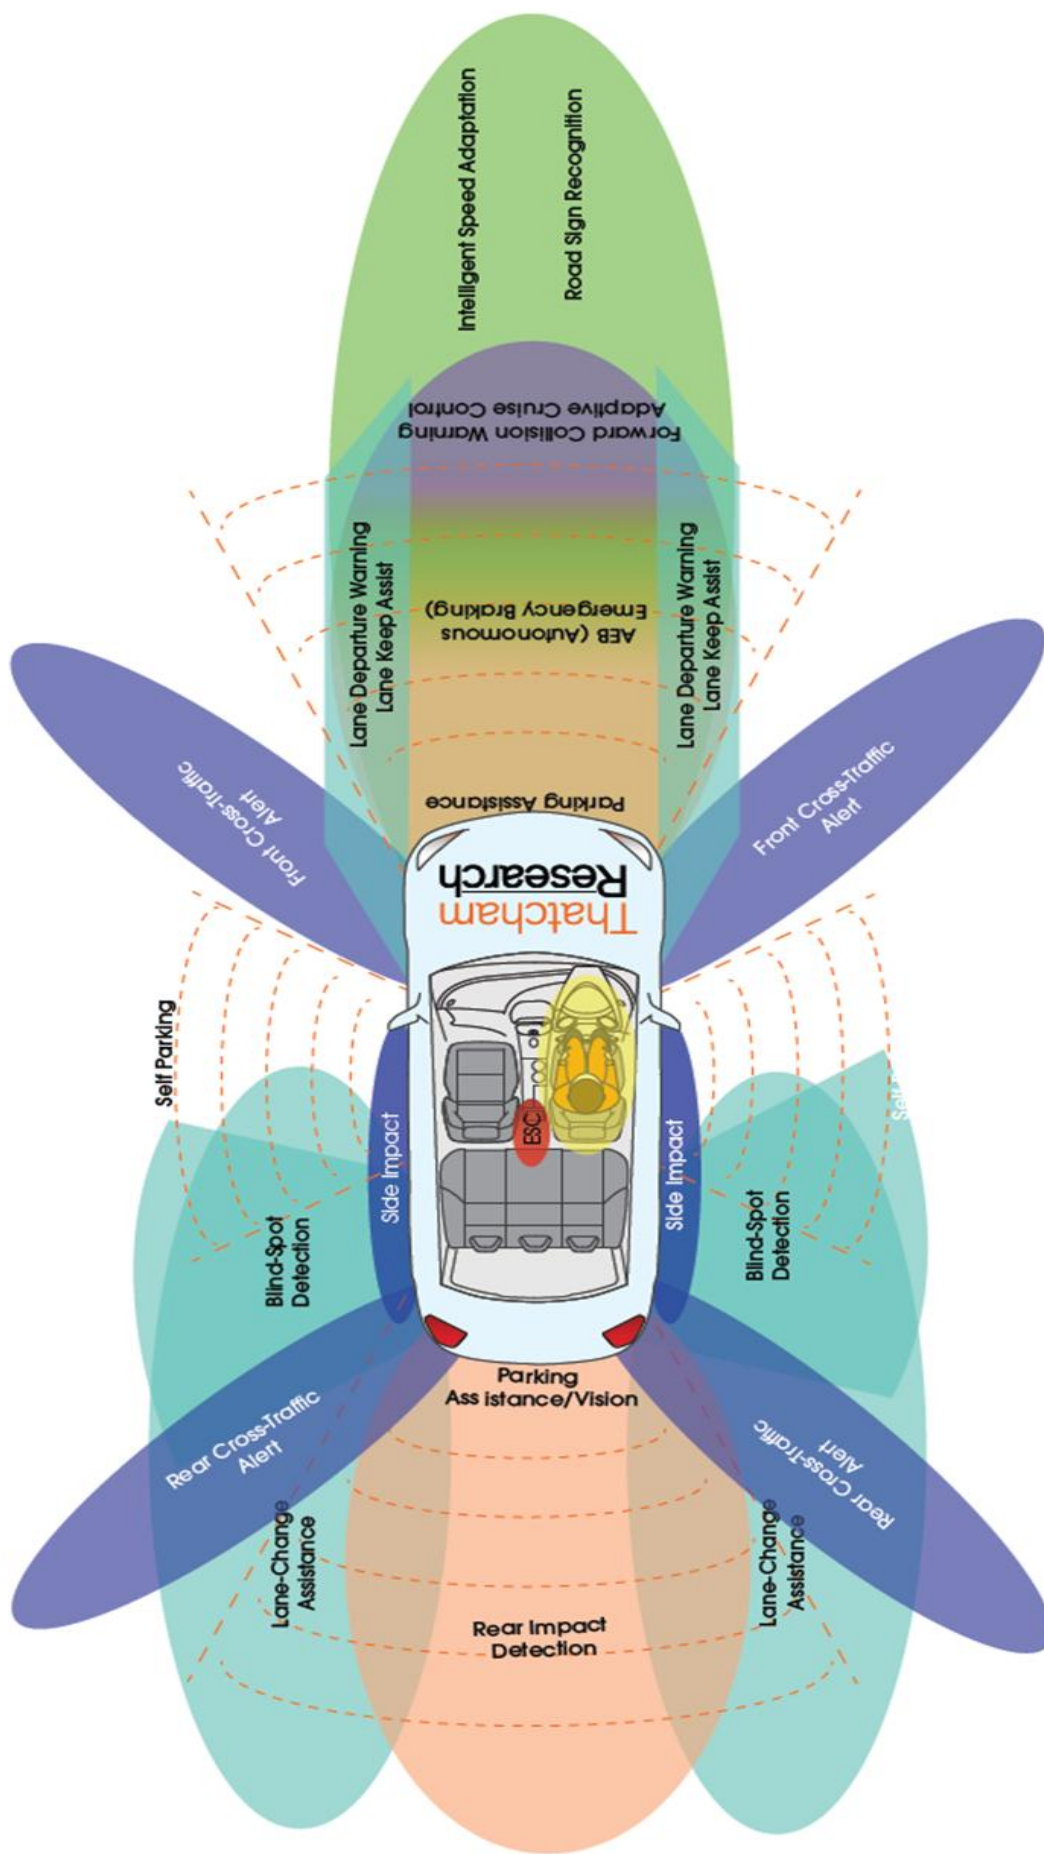 Intelligent Speed Adaptation
Road Sign Recognition
Forward Collision Warning
Adaptive Cruise Control
Lane Departure Warning
Lane Keep Assist
AEB (Autonomous
Emergency Braking)
Lane Departure Warning
Lane Keep Assist
Parking Assistance
Front Cross-Traffic
Alert
Front Cross-Traffic
Alert
Thatcham
Research
Self Parking
Self
Side Impact
ESC
Side Impact
Blind-Spot
Detection
Blind-Spot
Detection
Parking
Ass istance/Vision
Rear Cross-Traffic
Alert
Rear Cross-Traffic
Alert
Lane-Change
Assistance
Lane-Change
Assistance
Rear Impact
Detection